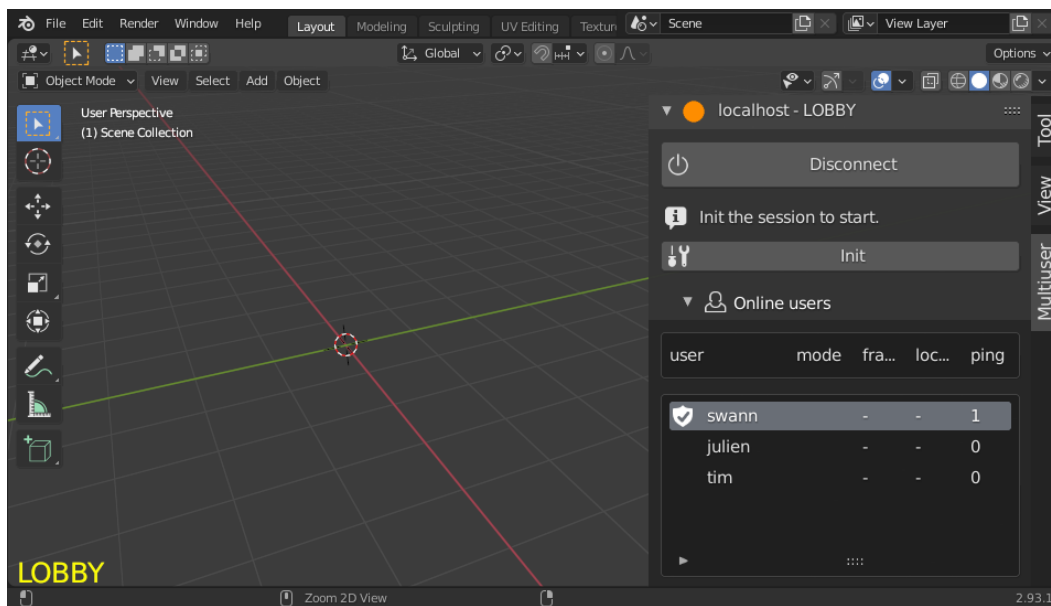 File Edit Render Window Help Layout Modeling Sculpting UV Editing Textun Scene View Layer
Global Options
Object Mode View Select Add Object
User Perspective
(1) Scene Collection
localhost - LOBBY
Disconnect
Init the session to start.
Init
Online users
user mode fra... loc... ping
swann - - 1
julien - - 0
tim - - 0
Tool
View
Multiuser
LOBBY
Zoom 2D View 2.93.1